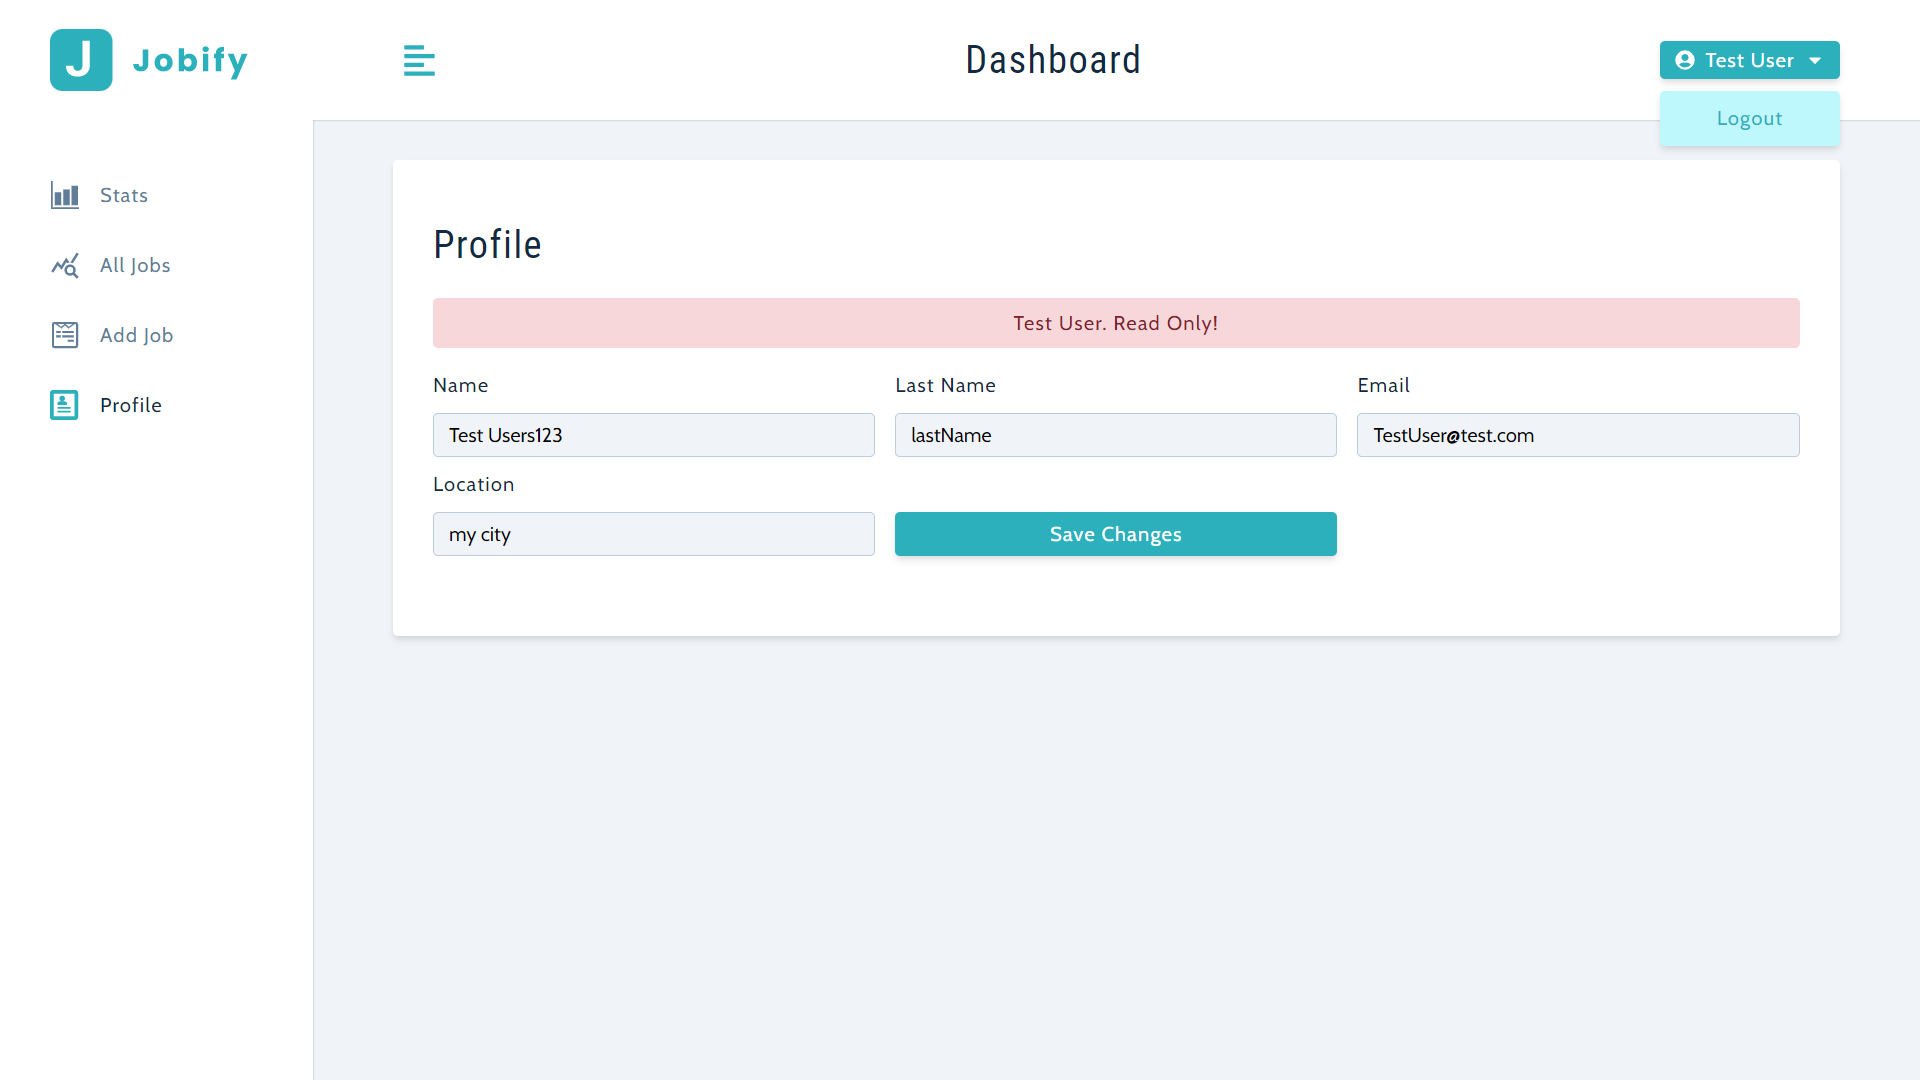 J Jobify
Dashboard
Test User
Logout
Stats
All Jobs
Add Job
Profile
Profile
Test User. Read Only!
Name
Last Name
Email
Test Users123
lastName
TestUser@test.com
Location
my city
Save Changes